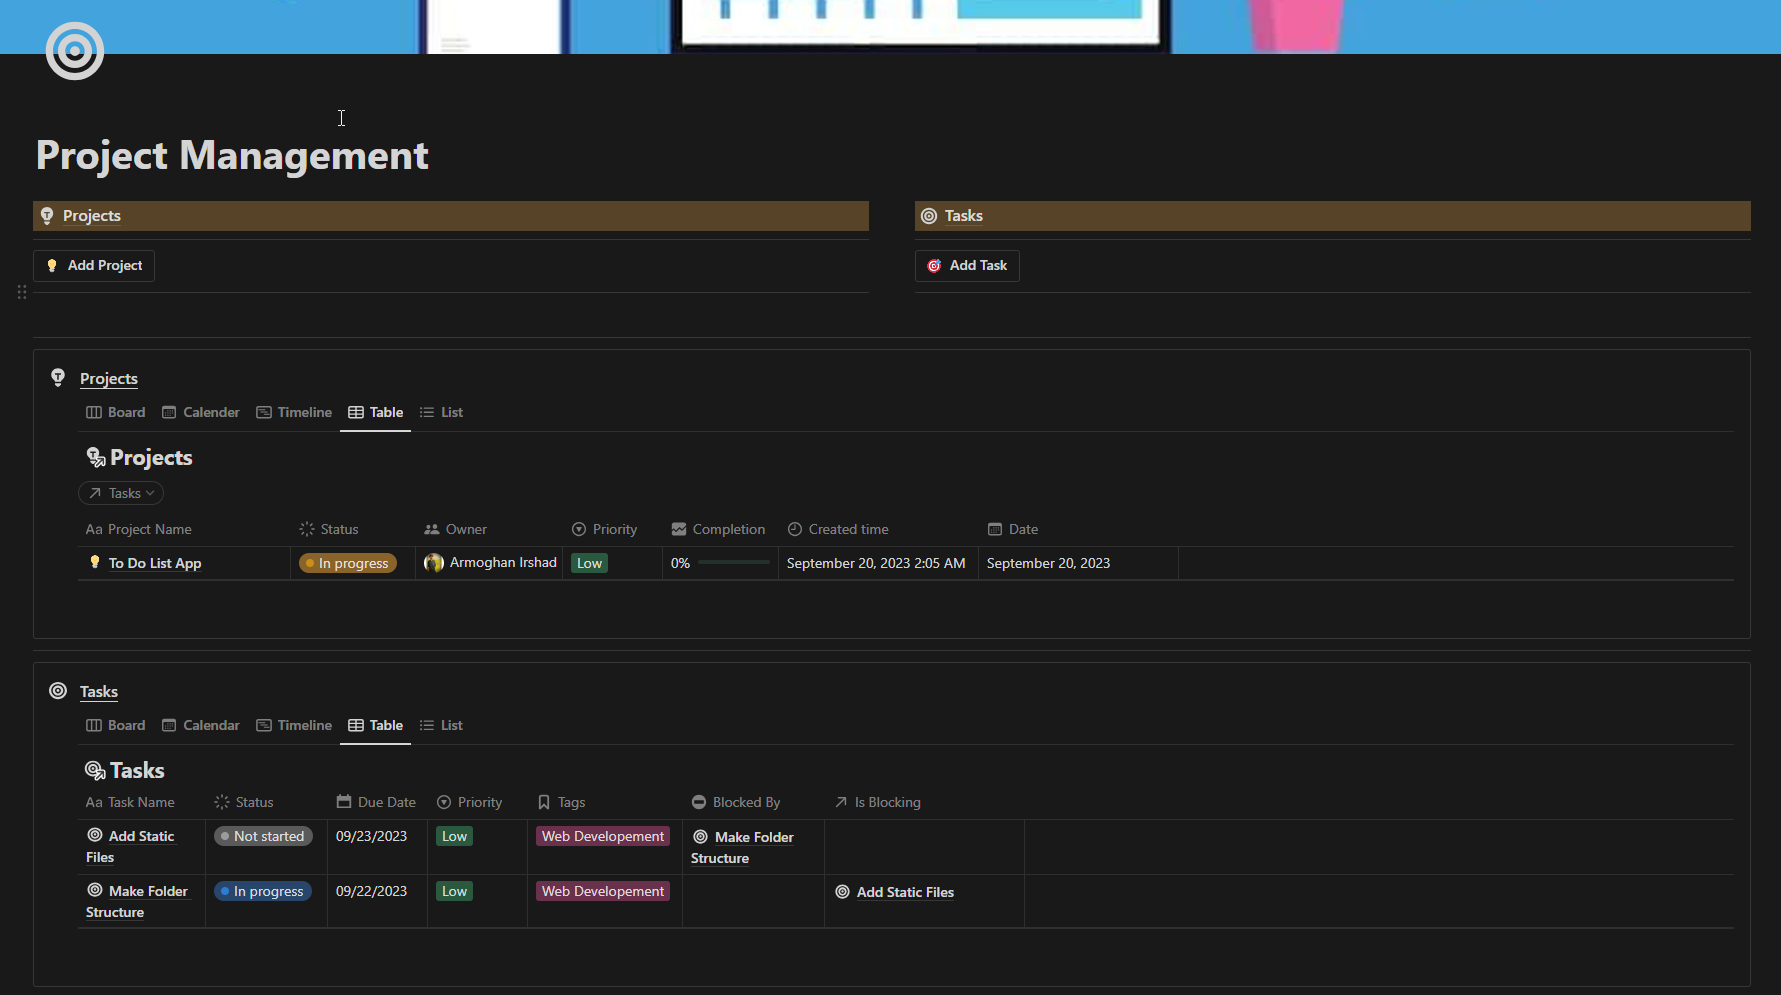 Project Management
Projects
Tasks
Add Project
Add Task
Projects
Board Calender Timeline Table List
Projects
Tasks
Aa Project Name Status Owner Priority Completion Created time Date
To Do List App In progress Armoghan Irshad Low 0% September 20, 2023 2:05 AM September 20, 2023
Tasks
Board Calendar Timeline Table List
Tasks
Aa Task Name Status Due Date Priority Tags Blocked By Is Blocking
Add Static Not started 09/23/2023 Low Web Developement Make Folder
Files Structure
Make Folder In progress 09/22/2023 Low Web Developement Add Static Files
Structure